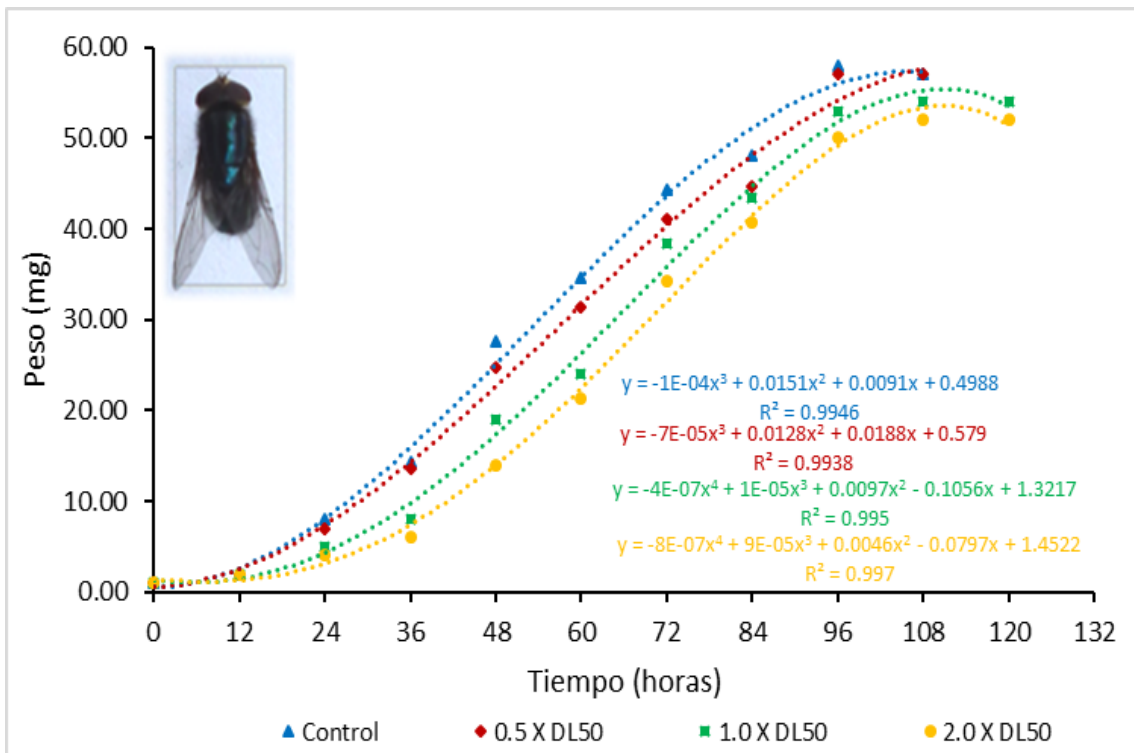 60.00
50.00
40.00
30.00
20.00
10.00
0.00
Peso (mg)
y = -1E-04x³ + 0.0151x² + 0.0091x + 0.4988
R² = 0.9946
y = -7E-05x³ + 0.0128x² + 0.0188x + 0.579
R² = 0.9938
y = -4E-07x⁴ + 1E-05x³ + 0.0097x² - 0.1056x + 1.3217
R² = 0.995
y = -8E-07x⁴ + 9E-05x³ + 0.0046x² - 0.0797x + 1.4522
R² = 0.997
0 12 24 36 48 60 72 84 96 108 120 132
Tiempo (horas)
Control 0.5 X DL50 1.0 X DL50 2.0 X DL50